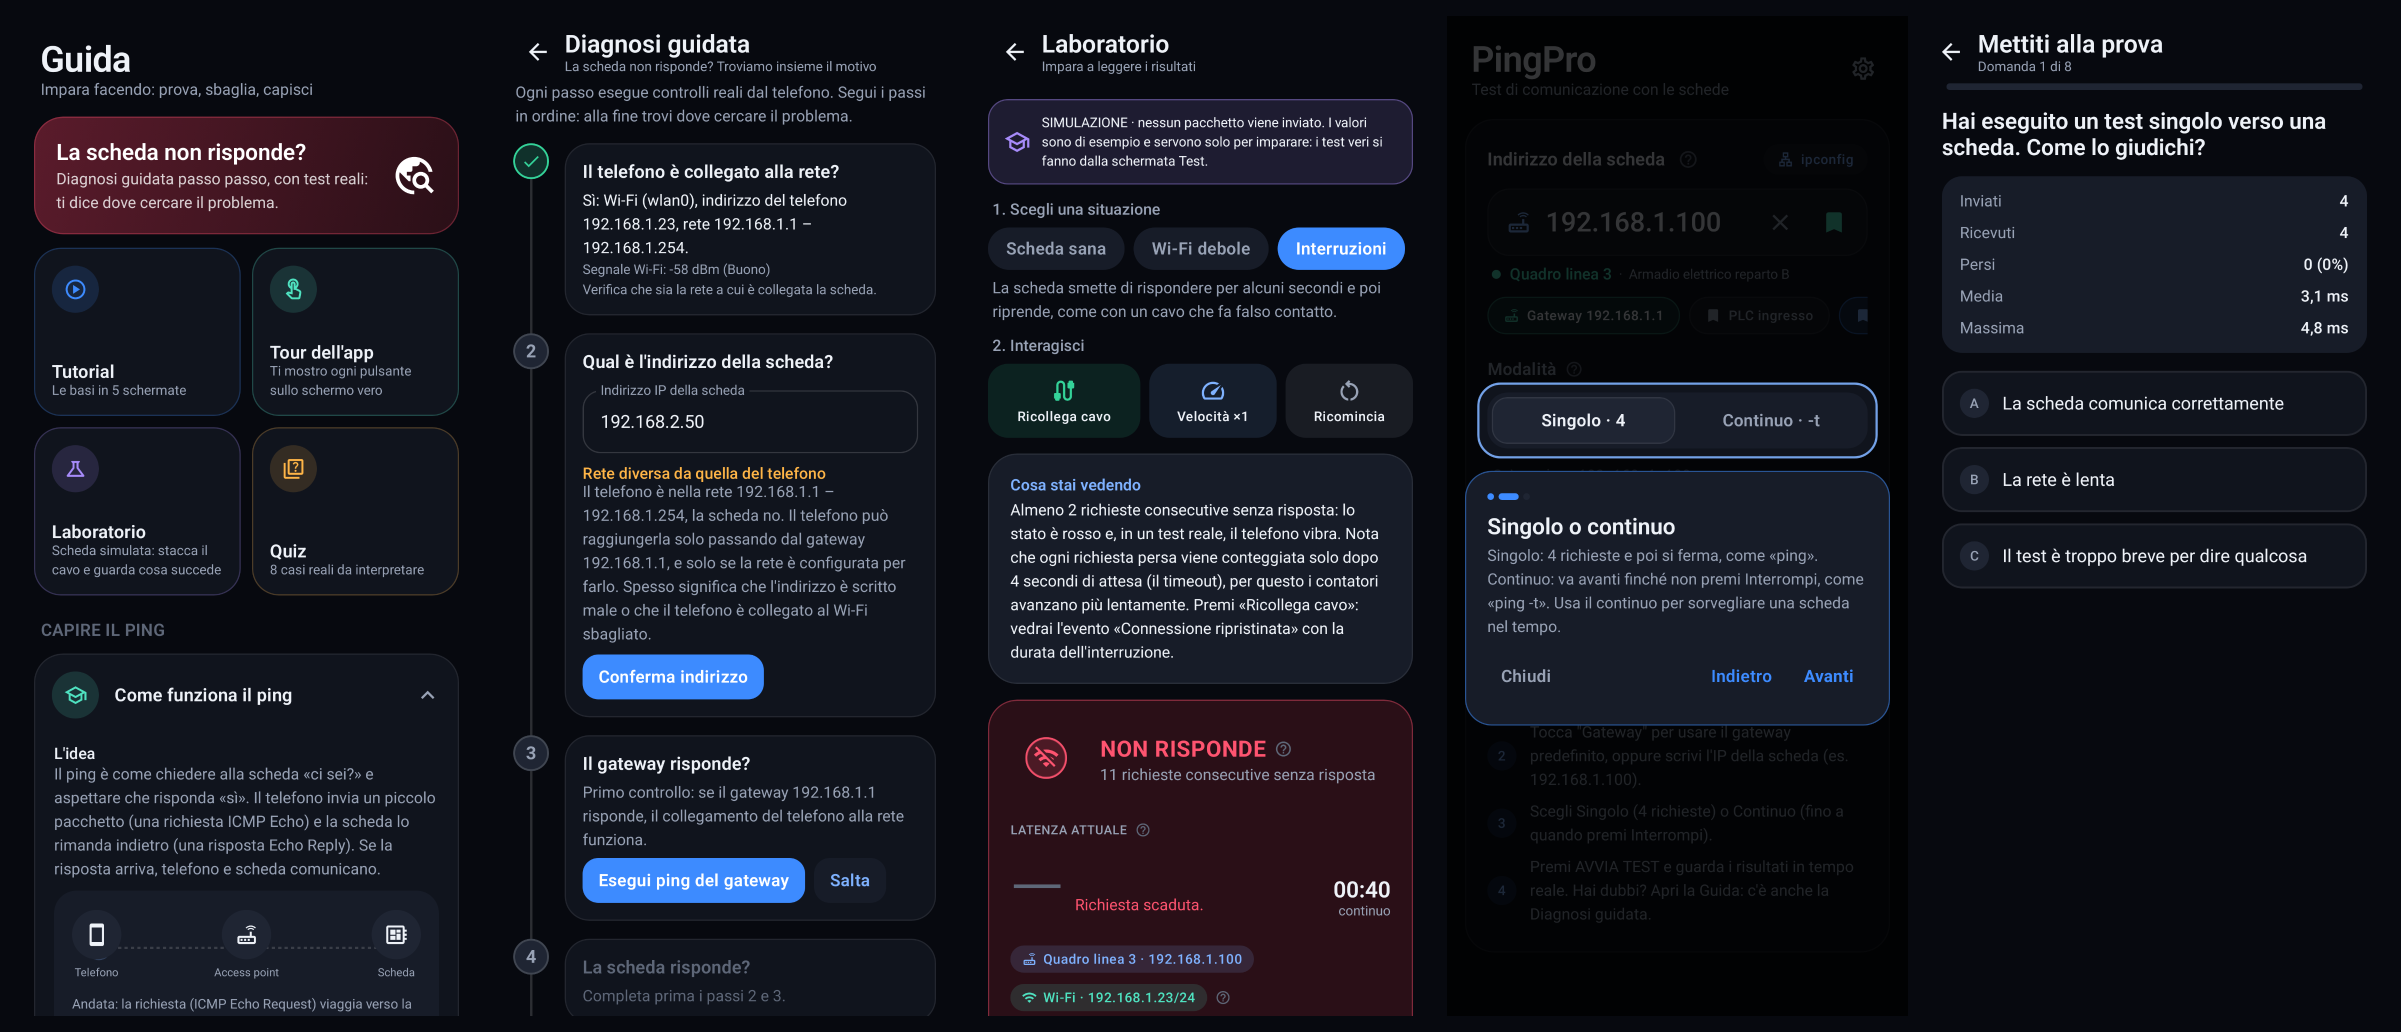 Guida
Impara facendo: prova, sbaglia, capisci
La scheda non risponde?
Diagnosi guidata passo passo, con test reali:
ti dice dove cercare il problema.
Tutorial
Le basi in 5 schermate
Tour dell'app
Ti mostro ogni pulsante
sullo schermo vero
Laboratorio
Scheda simulata: stacca il
cavo e guarda cosa succede
Quiz
8 casi reali da interpretare
CAPIRE IL PING
Come funziona il ping
L'idea
Il ping è come chiedere alla scheda «ci sei?» e
aspettare che risponda «sì». Il telefono invia un piccolo
pacchetto (una richiesta ICMP Echo) e la scheda lo
rimanda indietro (una risposta Echo Reply). Se la
risposta arriva, telefono e scheda comunicano.
Telefono
Access point
Scheda
Andata: la richiesta (ICMP Echo Request) viaggia verso la
Diagnosi guidata
La scheda non risponde? Troviamo insieme il motivo
Ogni passo esegue controlli reali dal telefono. Segui i passi
in ordine: alla fine trovi dove cercare il problema.
Il telefono è collegato alla rete?
Sì: Wi-Fi (wlan0), indirizzo del telefono
192.168.1.23, rete 192.168.1.1 –
192.168.1.254.
Segnale Wi-Fi: -58 dBm (Buono)
Verifica che sia la rete a cui è collegata la scheda.
2
Qual è l'indirizzo della scheda?
Indirizzo IP della scheda
192.168.2.50
Rete diversa da quella del telefono
Il telefono è nella rete 192.168.1.1 –
192.168.1.254, la scheda no. Il telefono può
raggiungerla solo passando dal gateway
192.168.1.1, e solo se la rete è configurata per
farlo. Spesso significa che l'indirizzo è scritto
male o che il telefono è collegato al Wi-Fi
sbagliato.
Conferma indirizzo
3
Il gateway risponde?
Primo controllo: se il gateway 192.168.1.1
risponde, il collegamento del telefono alla rete
funziona.
Esegui ping del gateway
Salta
4
La scheda risponde?
Completa prima i passi 2 e 3.
Laboratorio
Impara a leggere i risultati
SIMULAZIONE · nessun pacchetto viene inviato. I valori
sono di esempio e servono solo per imparare: i test veri si
fanno dalla schermata Test.
1. Scegli una situazione
Scheda sana
Wi-Fi debole
Interruzioni
La scheda smette di rispondere per alcuni secondi e poi
riprende, come con un cavo che fa falso contatto.
2. Interagisci
Ricollega cavo
Velocità ×1
Ricomincia
Cosa stai vedendo
Almeno 2 richieste consecutive senza risposta: lo
stato è rosso e, in un test reale, il telefono vibra. Nota
che ogni richiesta persa viene conteggiata solo dopo
4 secondi di attesa (il timeout), per questo i contatori
avanzano più lentamente. Premi «Ricollega cavo»:
vedrai l'evento «Connessione ripristinata» con la
durata dell'interruzione.
NON RISPONDE
11 richieste consecutive senza risposta
LATENZA ATTUALE
Richiesta scaduta.
00:40
continuo
Quadro linea 3 · 192.168.1.100
Wi-Fi · 192.168.1.23/24
PingPro
Test di comunicazione con le schede
Indirizzo della scheda
ipconfig
192.168.1.100
Quadro linea 3 · Armadio elettrico reparto B
Gateway 192.168.1.1
PLC ingresso
Modalità
Singolo · 4
Continuo · -t
Singolo o continuo
Singolo: 4 richieste e poi si ferma, come «ping».
Continuo: va avanti finché non premi Interrompi, come
«ping -t». Usa il continuo per sorvegliare una scheda
nel tempo.
Chiudi
Indietro
Avanti
2
Tocca "Gateway" per usare il gateway
predefinito, oppure scrivi l'IP della scheda (es.
192.168.1.100).
3
Scegli Singolo (4 richieste) o Continuo (fino a
quando premi Interrompi).
4
Premi AVVIA TEST e guarda i risultati in tempo
reale. Hai dubbi? Apri la Guida: c'è anche la
Diagnosi guidata.
Mettiti alla prova
Domanda 1 di 8
Hai eseguito un test singolo verso una
scheda. Come lo giudichi?
Inviati 4
Ricevuti 4
Persi 0 (0%)
Media 3,1 ms
Massima 4,8 ms
A La scheda comunica correttamente
B La rete è lenta
C Il test è troppo breve per dire qualcosa